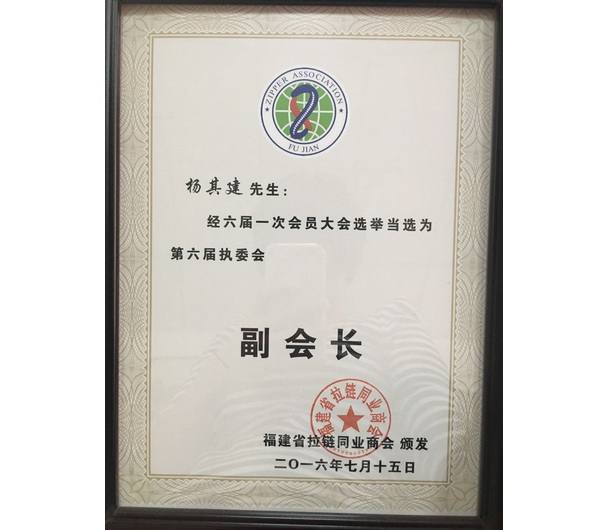 ZIPPER ASSOCIATION
FU JIAN
杨其建 先生：
经六届一次会员大会选举当选为
第六届执委会
副会长
福建省拉链同业商会
福建省拉链同业商会 颁发
二〇一六年七月十五日